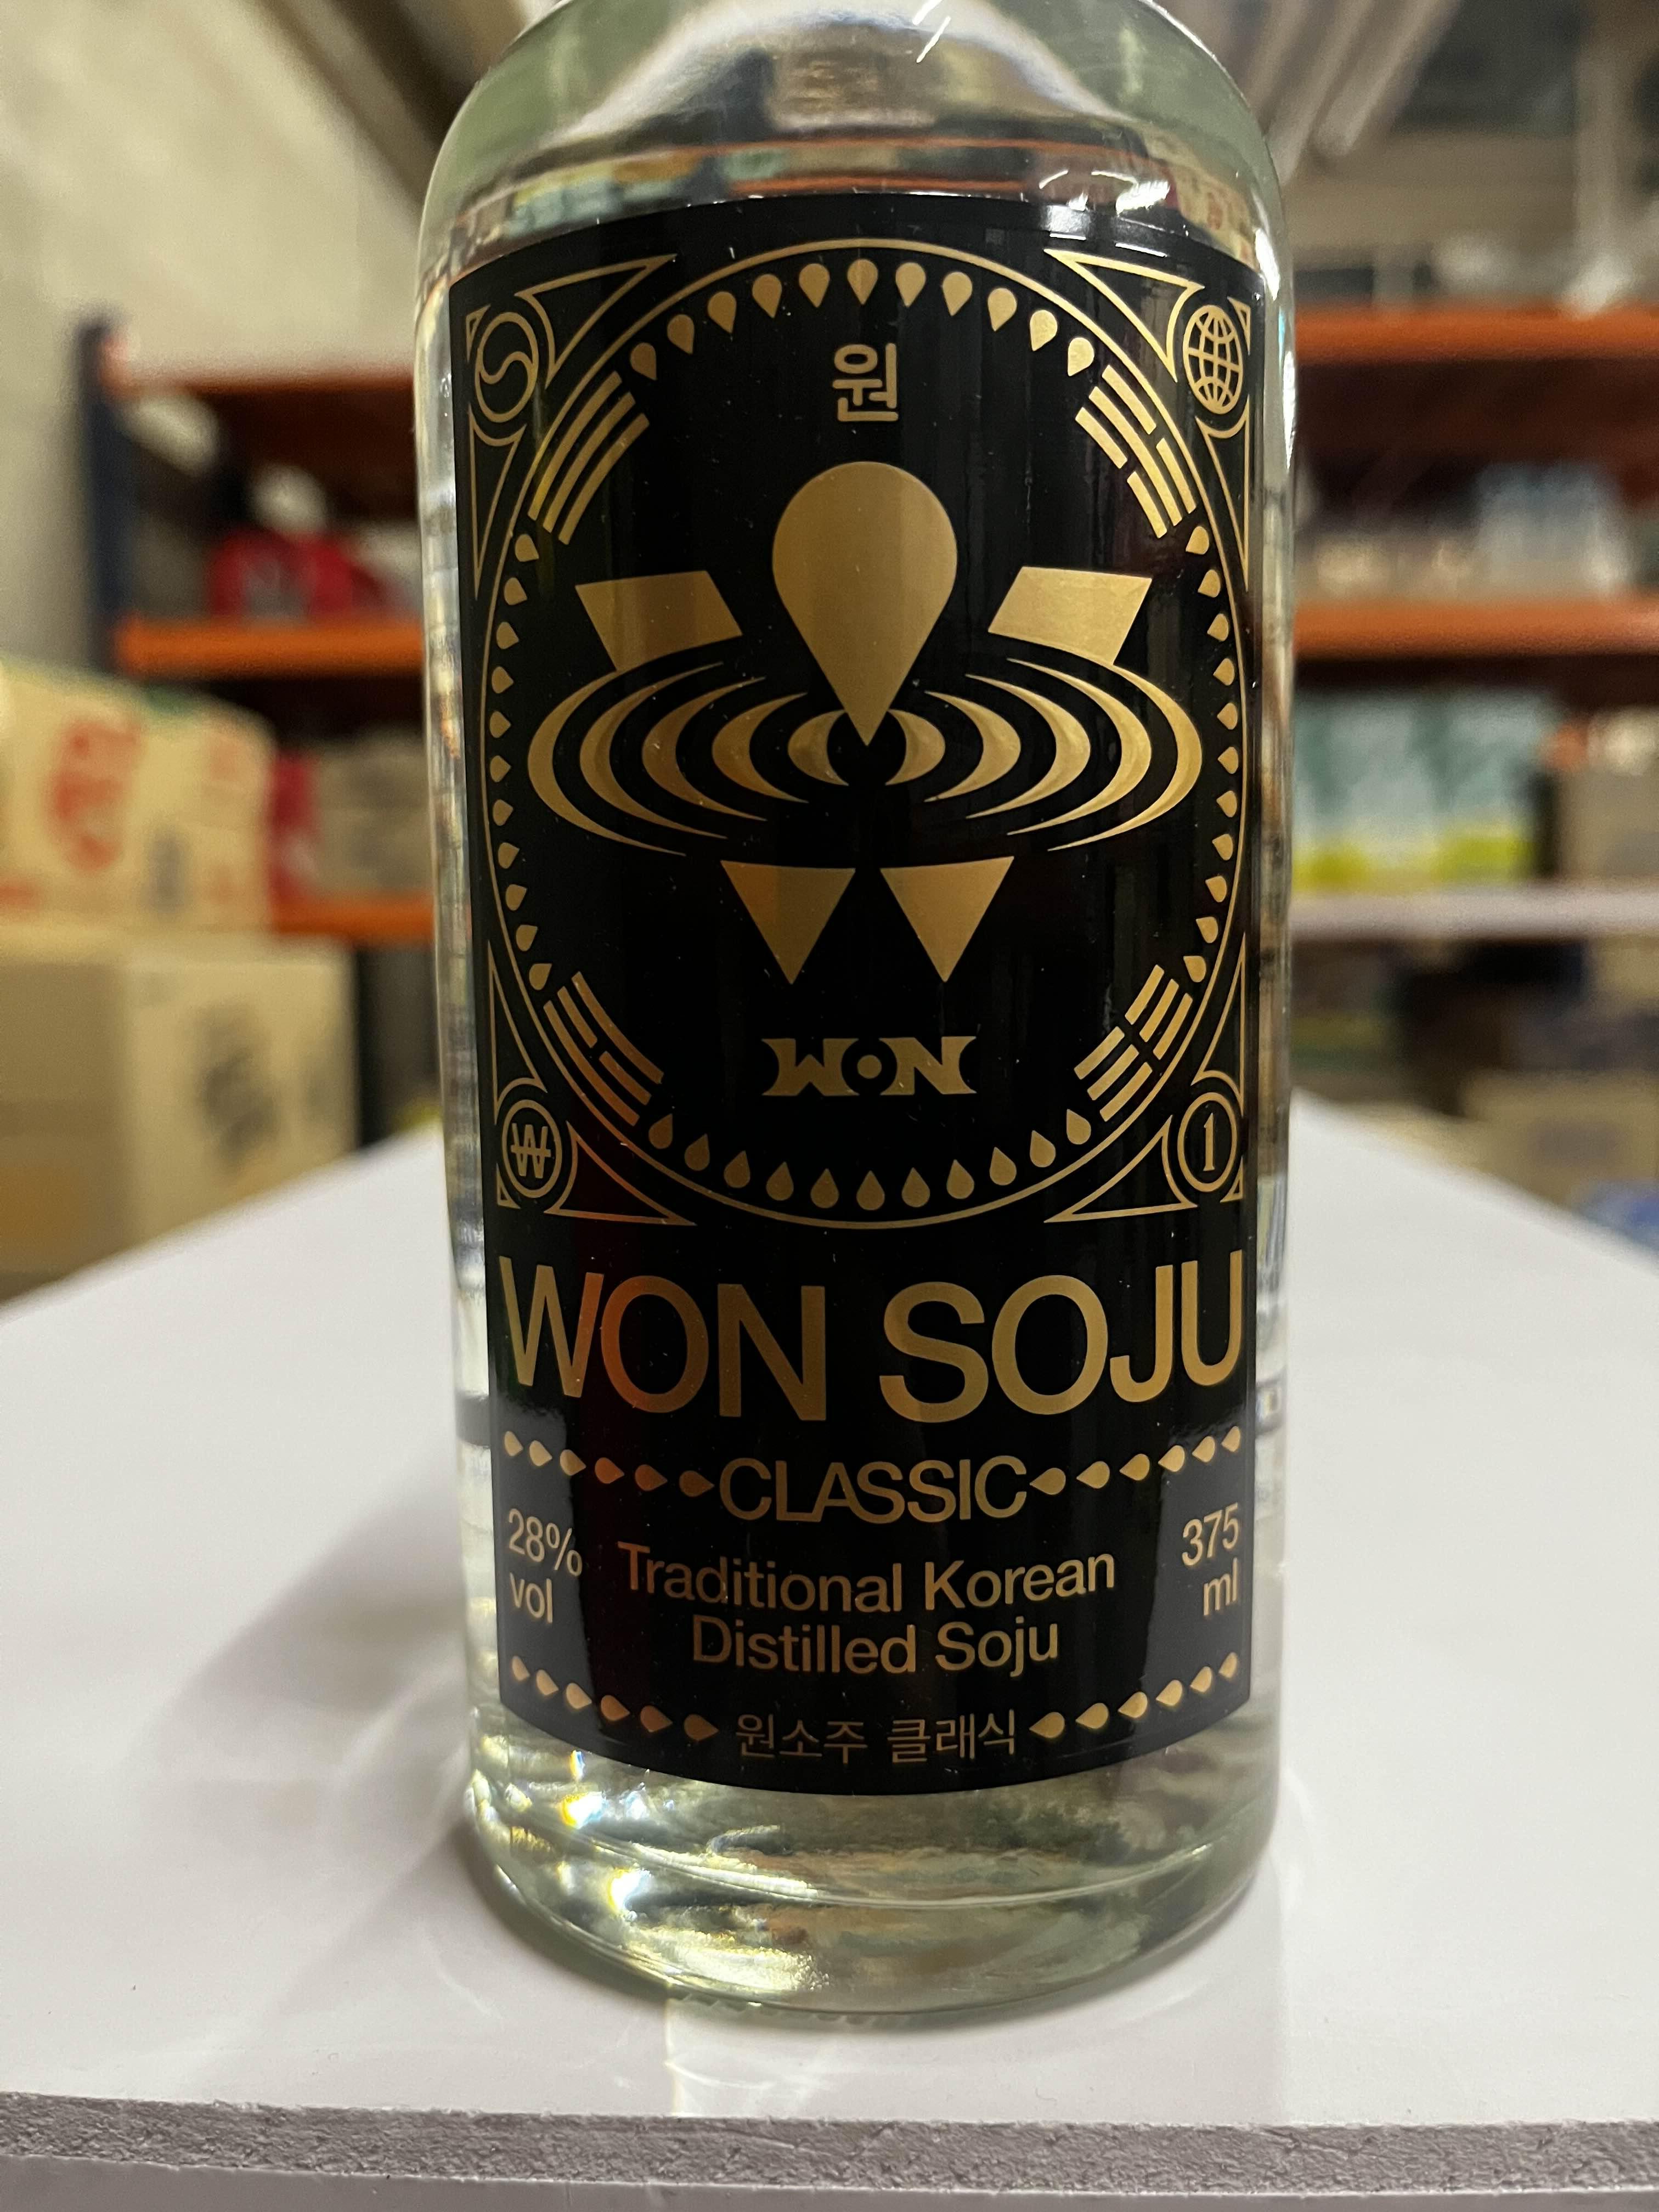 원
WON
₩
1
WON SOJU
CLASSIC
28%
vol
Traditional Korean
Distilled Soju
375
ml
원소주 클래식